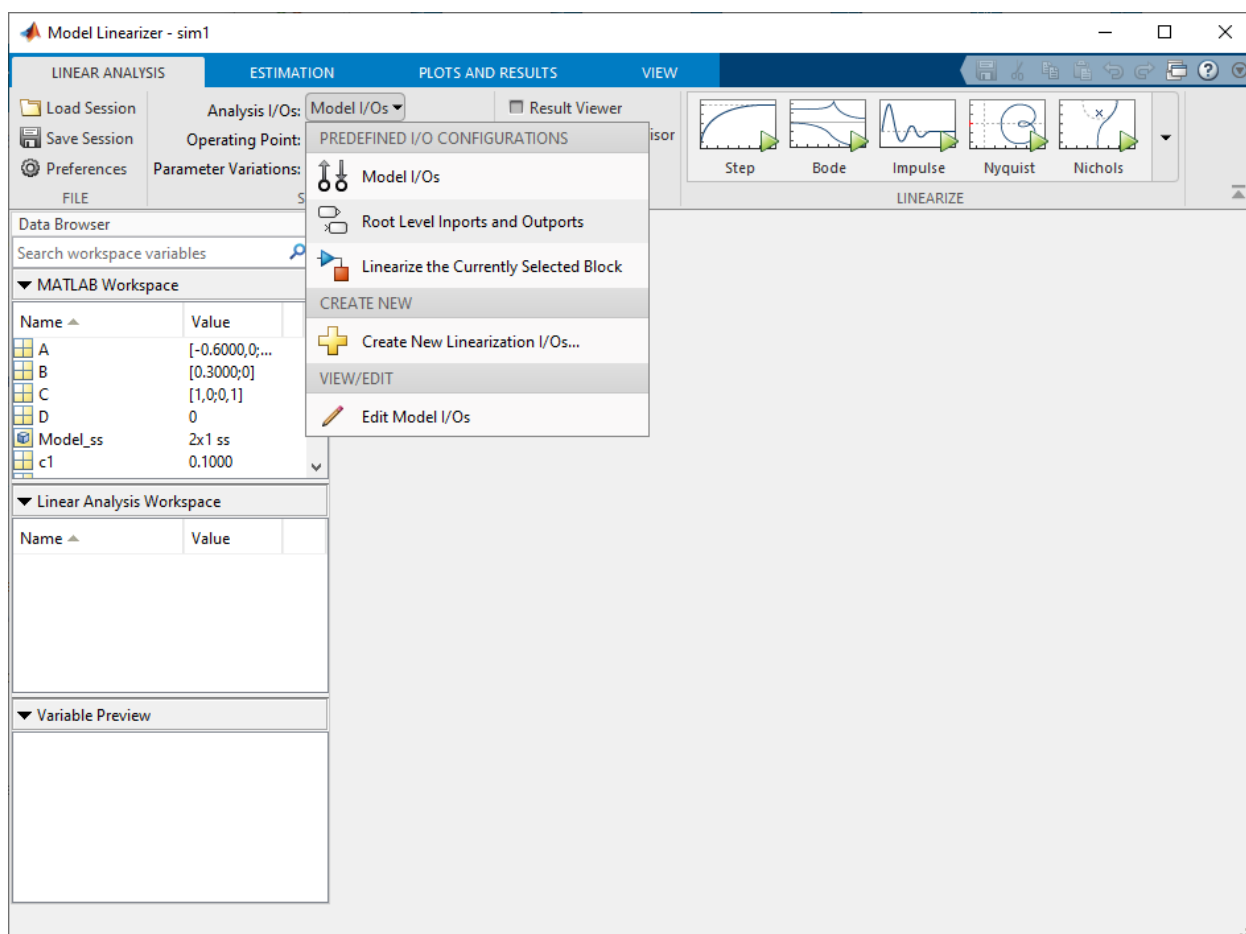 Model Linearizer - sim1
LINEAR ANALYSIS
ESTIMATION
PLOTS AND RESULTS
VIEW
Load Session
Save Session
Preferences
FILE
Analysis I/Os:
Model I/Os
Operating Point:
Parameter Variations:
S
Result Viewer
isor
Step
Bode
Impulse
Nyquist
Nichols
LINEARIZE
PREDEFINED I/O CONFIGURATIONS
Model I/Os
Root Level Inports and Outports
Linearize the Currently Selected Block
CREATE NEW
Create New Linearization I/Os...
VIEW/EDIT
Edit Model I/Os
Data Browser
Search workspace variables
MATLAB Workspace
Name Value
A [-0.6000,0;...
B [0.3000;0]
C [1,0;0,1]
D 0
Model_ss 2x1 ss
c1 0.1000
Linear Analysis Workspace
Name Value
Variable Preview